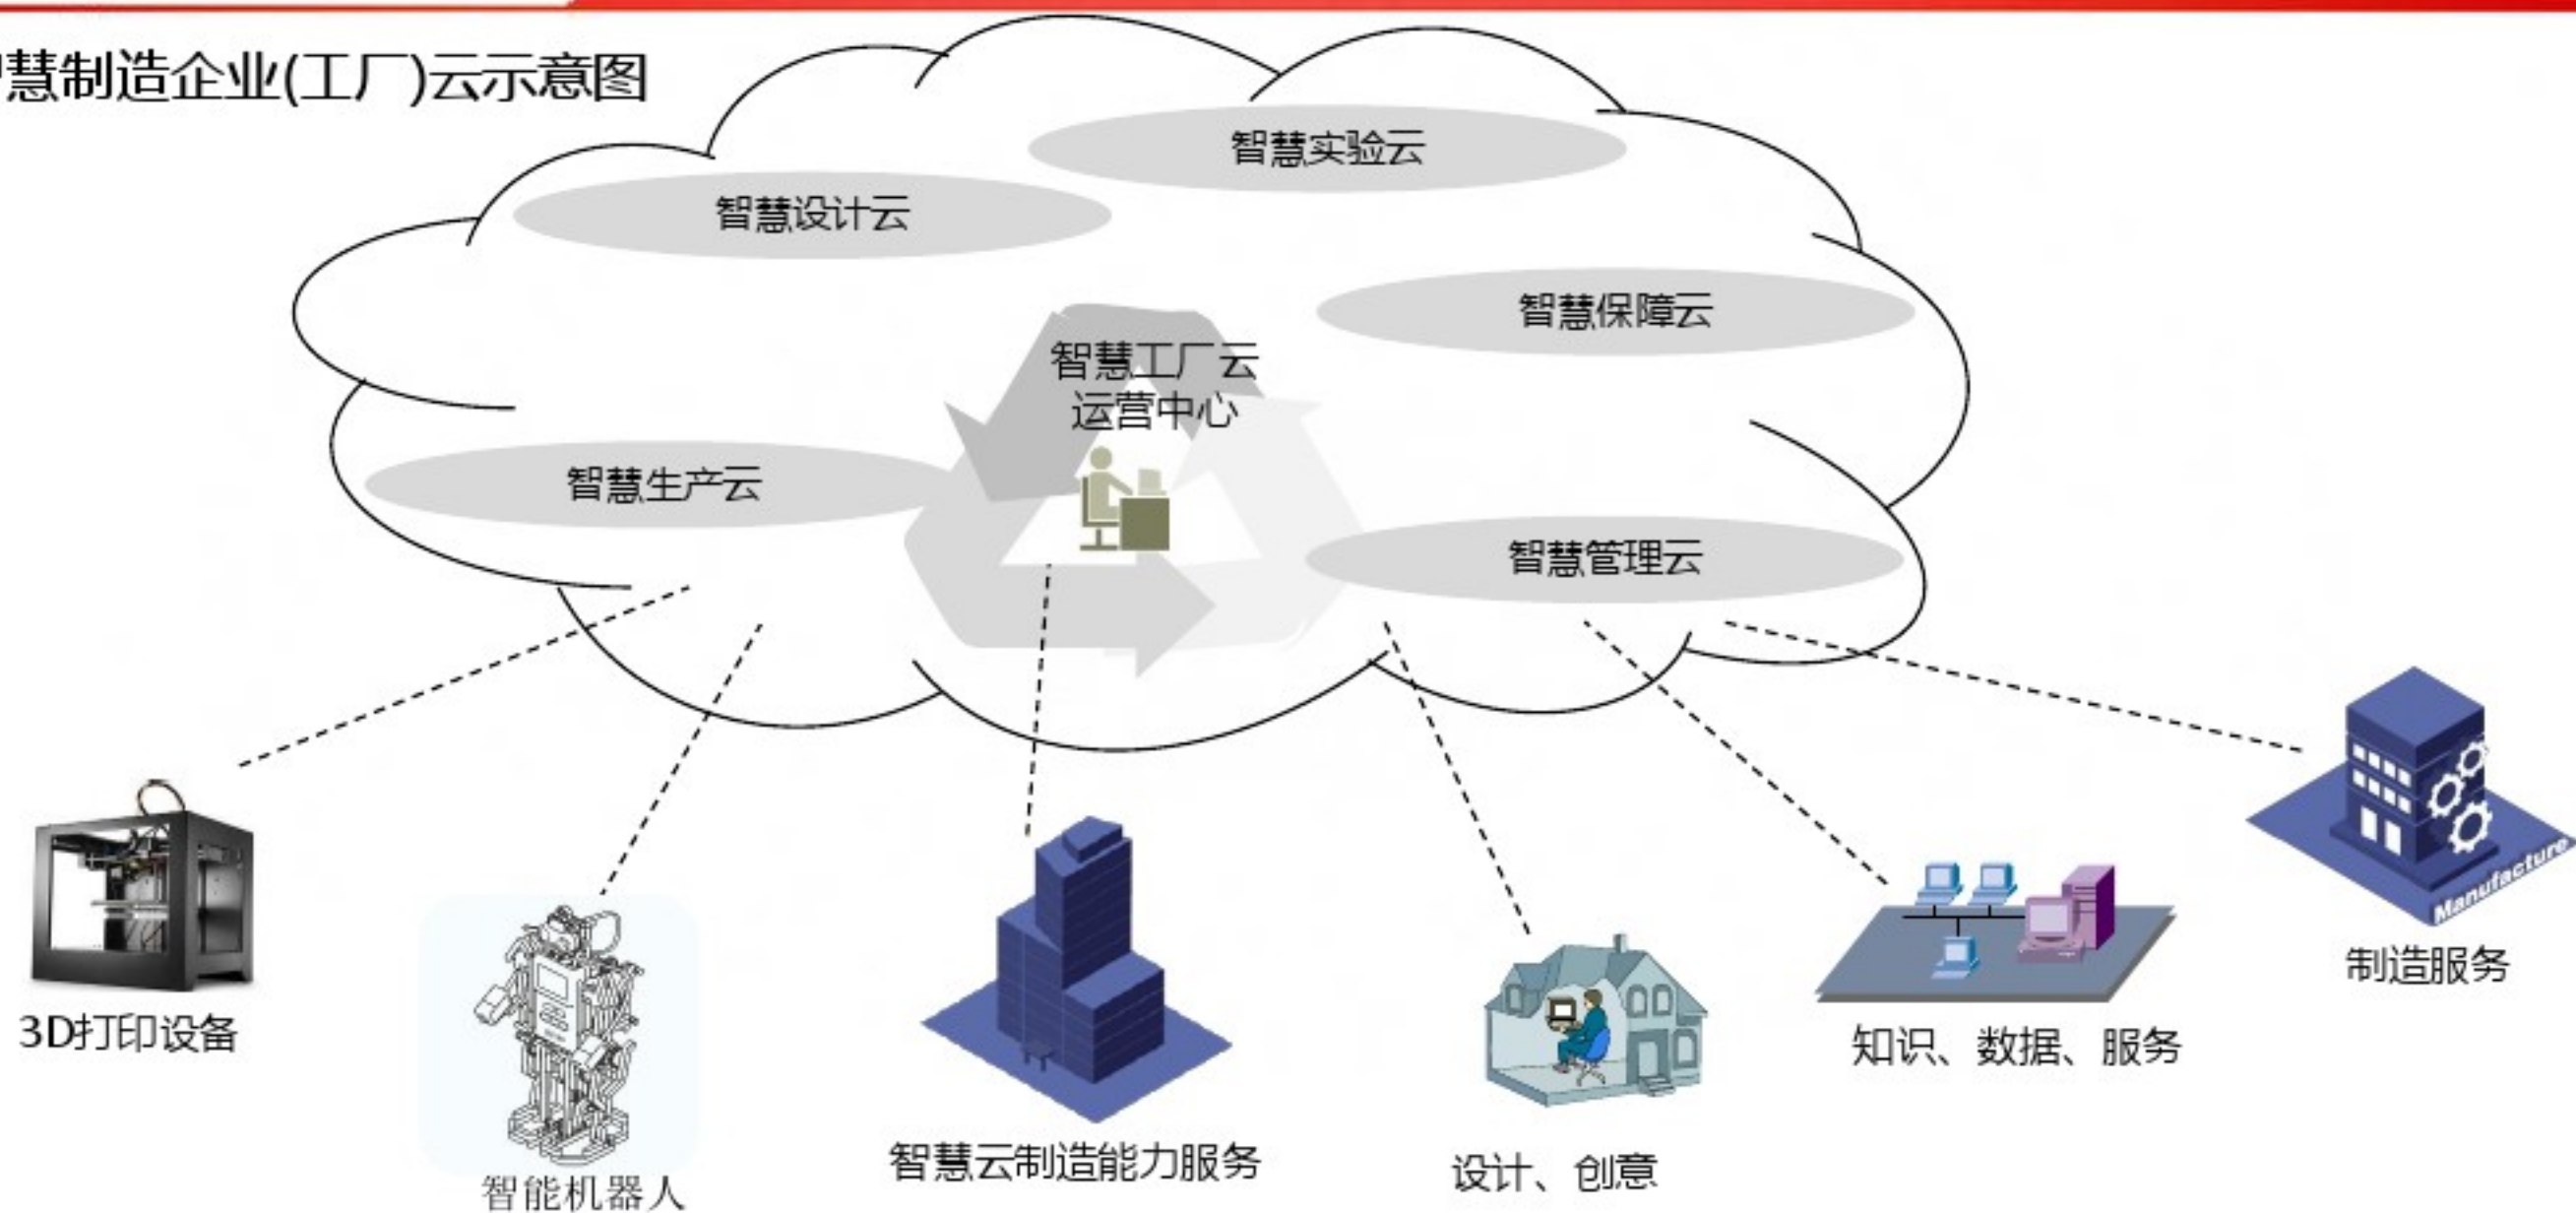 智慧制造企业(工厂)云示意图
智慧实验云
智慧设计云
智慧保障云
智慧工厂云
运营中心
智慧生产云
智慧管理云
Manufacture
制造服务
3D打印设备
知识、数据、服务
智慧云制造能力服务
设计、创意
智能机器人